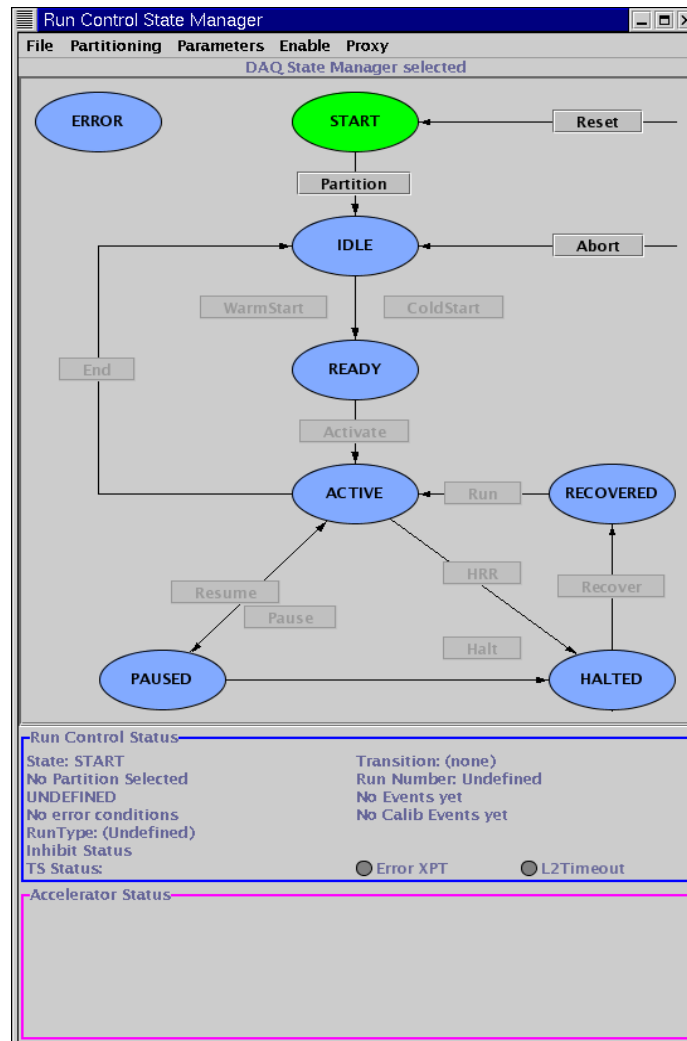 Run Control State Manager
File Partitioning Parameters Enable Proxy
DAQ State Manager selected
ERROR
START
Reset
Partition
IDLE
Abort
WarmStart
ColdStart
End
READY
Activate
ACTIVE
Run
RECOVERED
HRR
Resume
Recover
Pause
Halt
PAUSED
HALTED
Run Control Status
State: START
Transition: (none)
No Partition Selected
Run Number: Undefined
UNDEFINED
No Events yet
No error conditions
No Calib Events yet
RunType: (Undefined)
Inhibit Status
TS Status:
Error XPT
L2Timeout
Accelerator Status